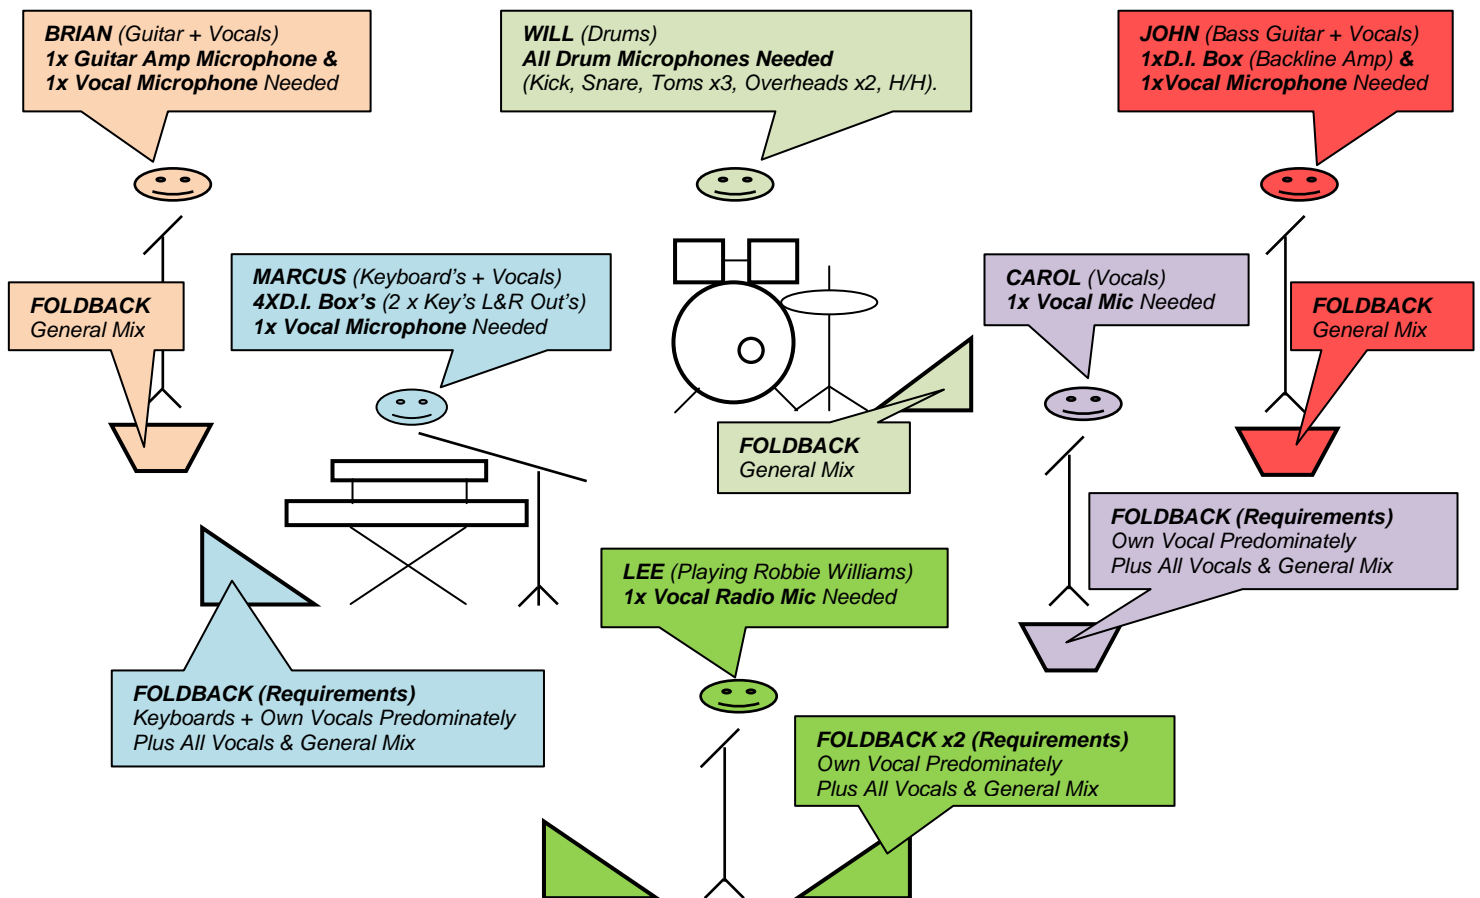 BRIAN (Guitar + Vocals)
1x Guitar Amp Microphone &
1x Vocal Microphone Needed
WILL (Drums)
All Drum Microphones Needed
(Kick, Snare, Toms x3, Overheads x2, H/H).
JOHN (Bass Guitar + Vocals)
1xD.I. Box (Backline Amp) &
1xVocal Microphone Needed
FOLDBACK
General Mix
MARCUS (Keyboard's + Vocals)
4XD.I. Box's (2 x Key's L&R Out's)
1x Vocal Microphone Needed
CAROL (Vocals)
1x Vocal Mic Needed
FOLDBACK
General Mix
FOLDBACK
General Mix
FOLDBACK (Requirements)
Own Vocal Predominately
Plus All Vocals & General Mix
LEE (Playing Robbie Williams)
1x Vocal Radio Mic Needed
FOLDBACK (Requirements)
Keyboards + Own Vocals Predominately
Plus All Vocals & General Mix
FOLDBACK x2 (Requirements)
Own Vocal Predominately
Plus All Vocals & General Mix